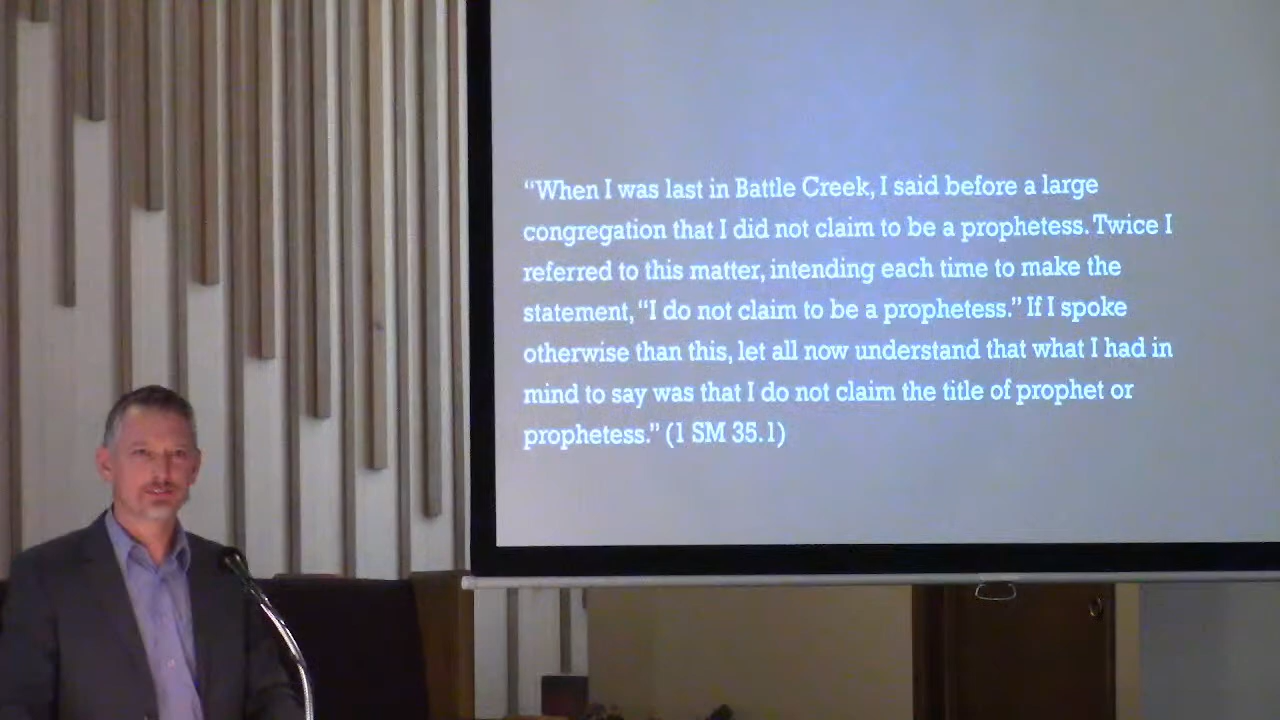 “When I was last in Battle Creek, I said before a large
congregation that I did not claim to be a prophetess. Twice I
referred to this matter, intending each time to make the
statement, “I do not claim to be a prophetess.” If I spoke
otherwise than this, let all now understand that what I had in
mind to say was that I do not claim the title of prophet or
prophetess.” (1 SM 35.1)